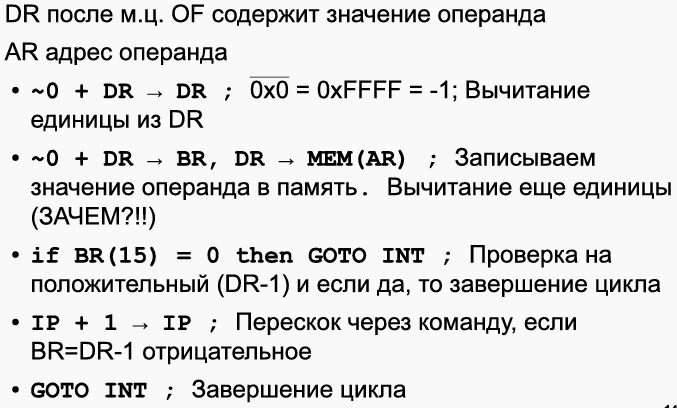 DR после м.ц. OF содержит значение операнда
AR адрес операнда
• ~0 + DR → DR ; 0x0 = 0xFFFF = -1; Вычитание
единицы из DR
• ~0 + DR → BR, DR → MEM(AR) ; Записываем
значение операнда в память. Вычитание еще единицы
(ЗАЧЕМ?!!)
• if BR(15) = 0 then GOTO INT ; Проверка на
положительный (DR-1) и если да, то завершение цикла
• IP + 1 → IP ; Перескок через команду, если
BR=DR-1 отрицательное
• GOTO INT ; Завершение цикла